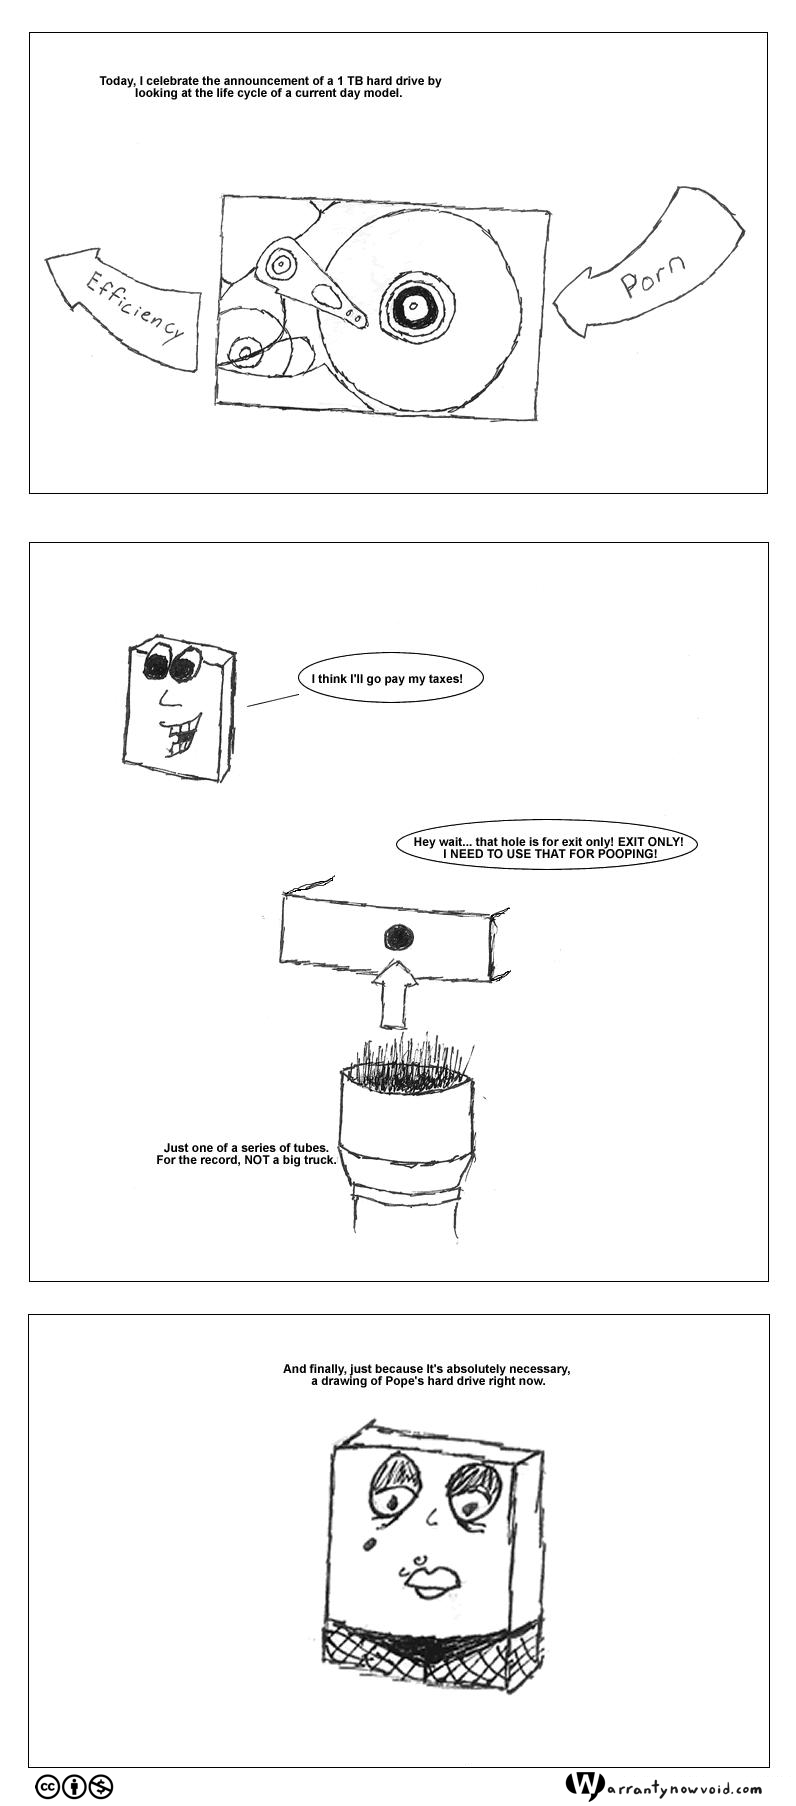 Today, I celebrate the announcement of a 1 TB hard drive by
looking at the life cycle of a current day model.
Efficiency
Porn
I think I'll go pay my taxes!
Hey wait... that hole is for exit only! EXIT ONLY!
I NEED TO USE THAT FOR POOPING!
Just one of a series of tubes.
For the record, NOT a big truck.
And finally, just because It's absolutely necessary,
a drawing of Pope's hard drive right now.
cc
Warrantynowvoid.com